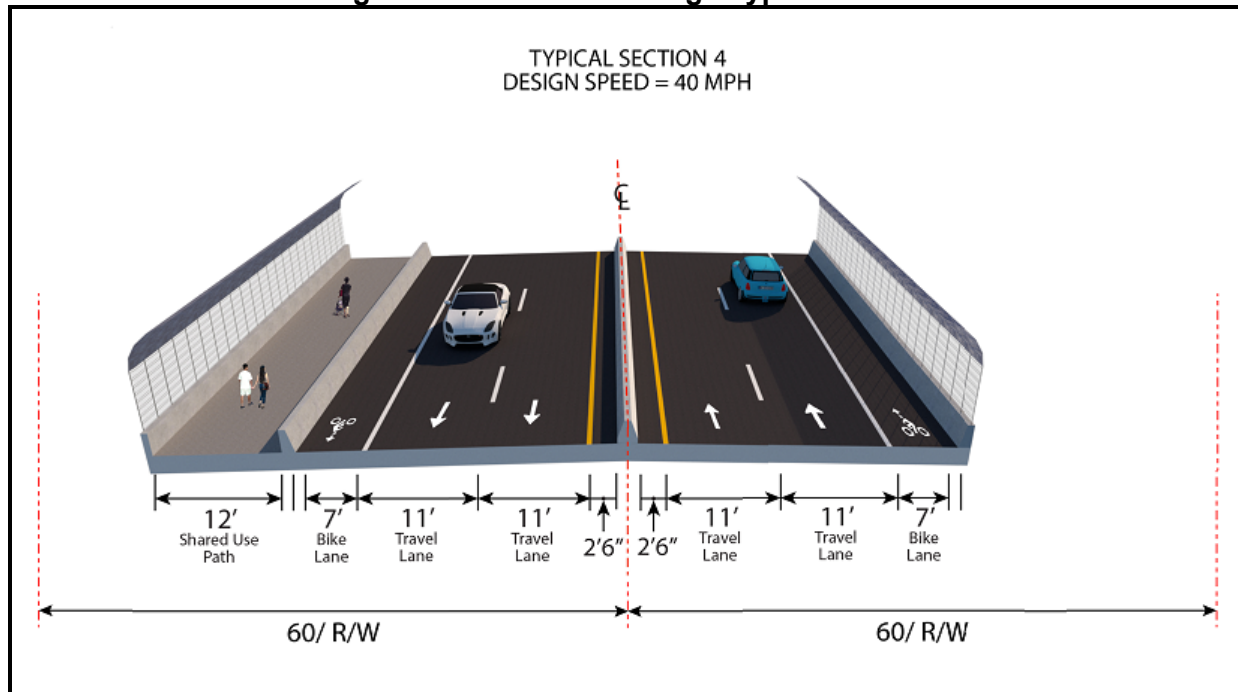 TYPICAL SECTION 4
DESIGN SPEED = 40 MPH
℄
12'
Shared Use
Path
7'
Bike
Lane
11'
Travel
Lane
11'
Travel
Lane
2'6"
2'6"
11'
Travel
Lane
11'
Travel
Lane
7'
Bike
Lane
60/ R/W
60/ R/W